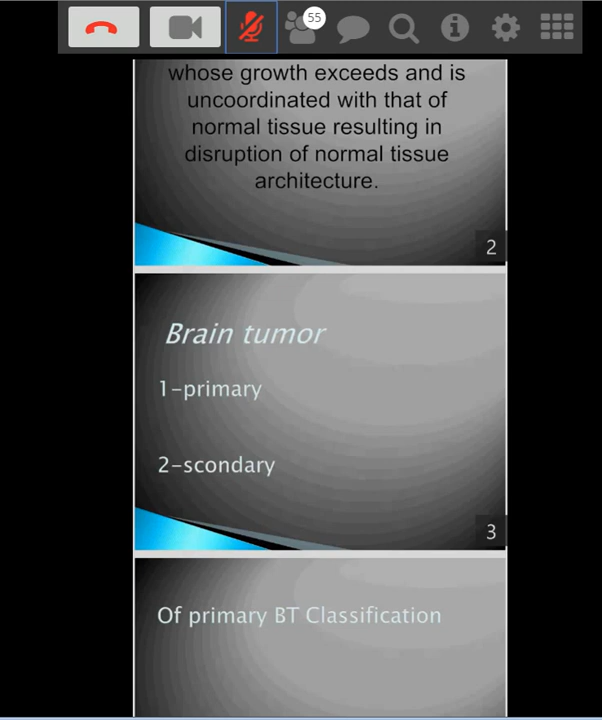 55
whose growth exceeds and is
uncoordinated with that of
normal tissue resulting in
disruption of normal tissue
architecture.
2
Brain tumor
1-primary
2-scondary
3
Of primary BT Classification